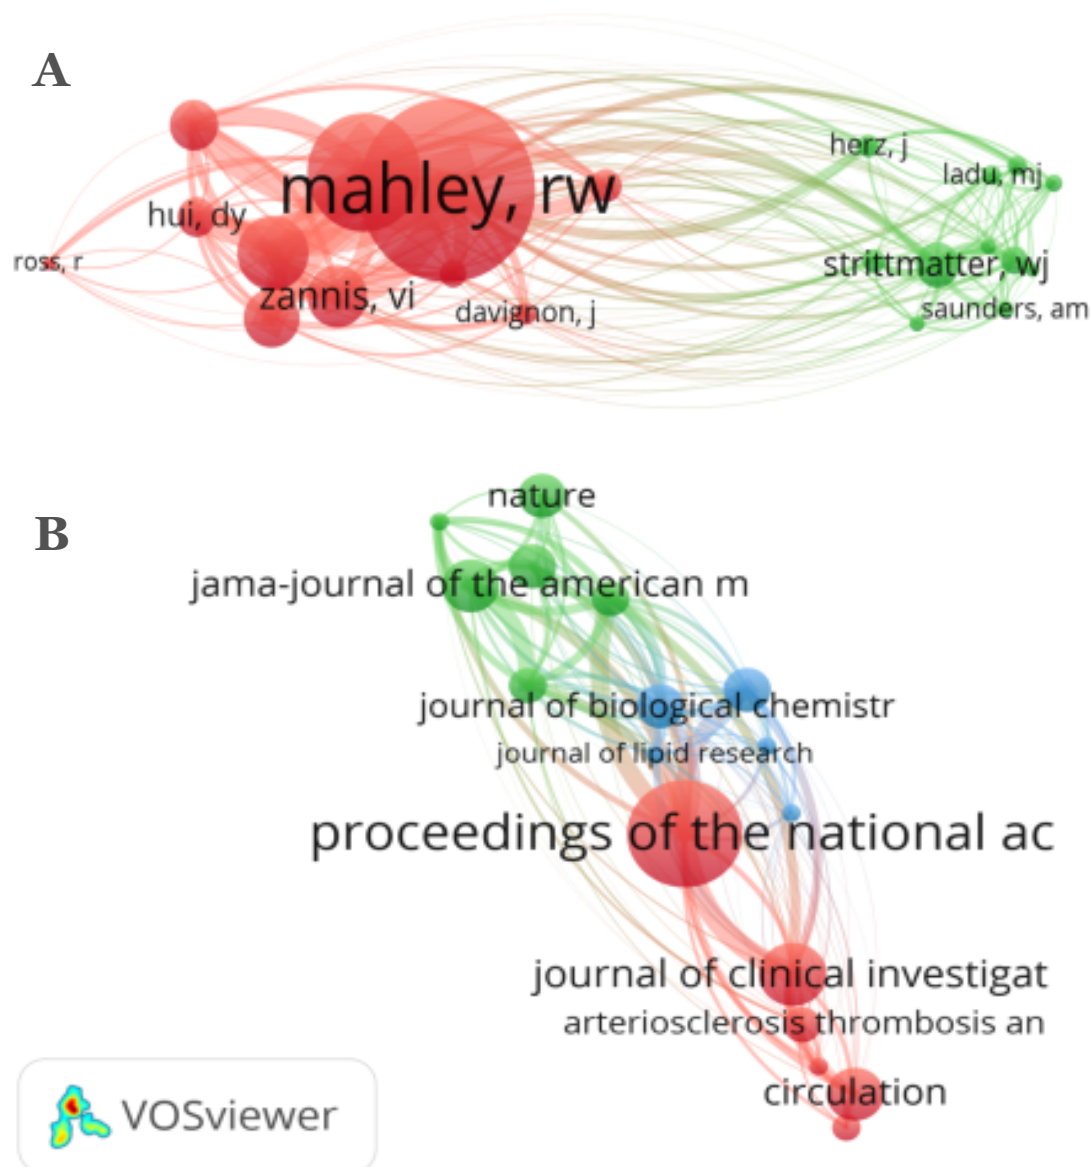 A
herz, j
ladu, mj
mahley, rw
hui, dy
ross, r
strittmatter, wj
zannis, vi
davignon, j
saunders, am
B
nature
jama-journal of the american m
journal of biological chemistr
journal of lipid research
proceedings of the national ac
journal of clinical investigat
arteriosclerosis thrombosis an
circulation
VOSviewer